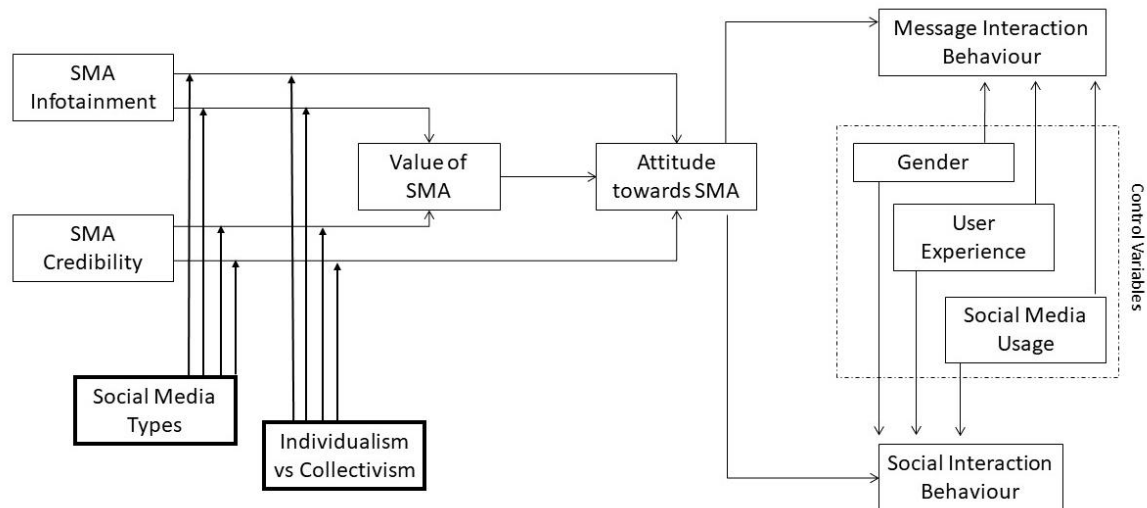 SMA
Infotainment
SMA
Credibility
Social Media
Types
Individualism
vs Collectivism
Value of
SMA
Attitude
towards SMA
Message Interaction
Behaviour
Gender
User
Experience
Social Media
Usage
Control Variables
Social Interaction
Behaviour